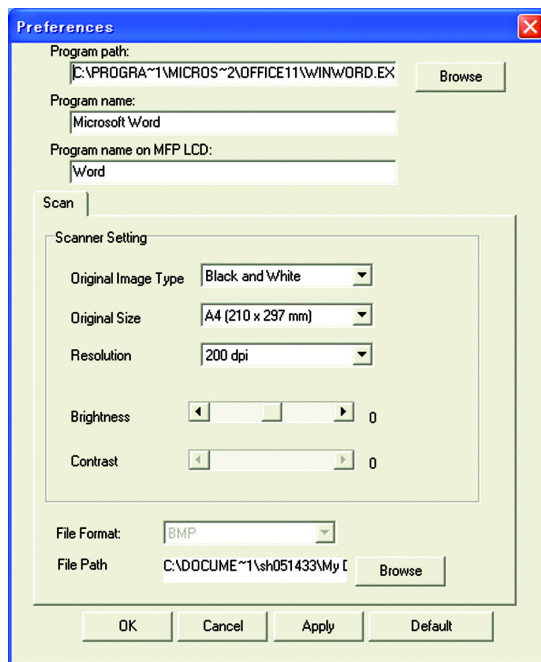 Preferences
Program path:
C:\PROGRA~1\MICROS~2\OFFICE11\WINWORD.EX
Browse
Program name:
Microsoft Word
Program name on MFP LCD:
Word
Scan
Scanner Setting
Original Image Type Black and White
Original Size A4 (210 x 297 mm)
Resolution 200 dpi
Brightness 0
Contrast 0
File Format: BMP
File Path C:\DOCUME~1\sh051433\My D Browse
OK Cancel Apply Default